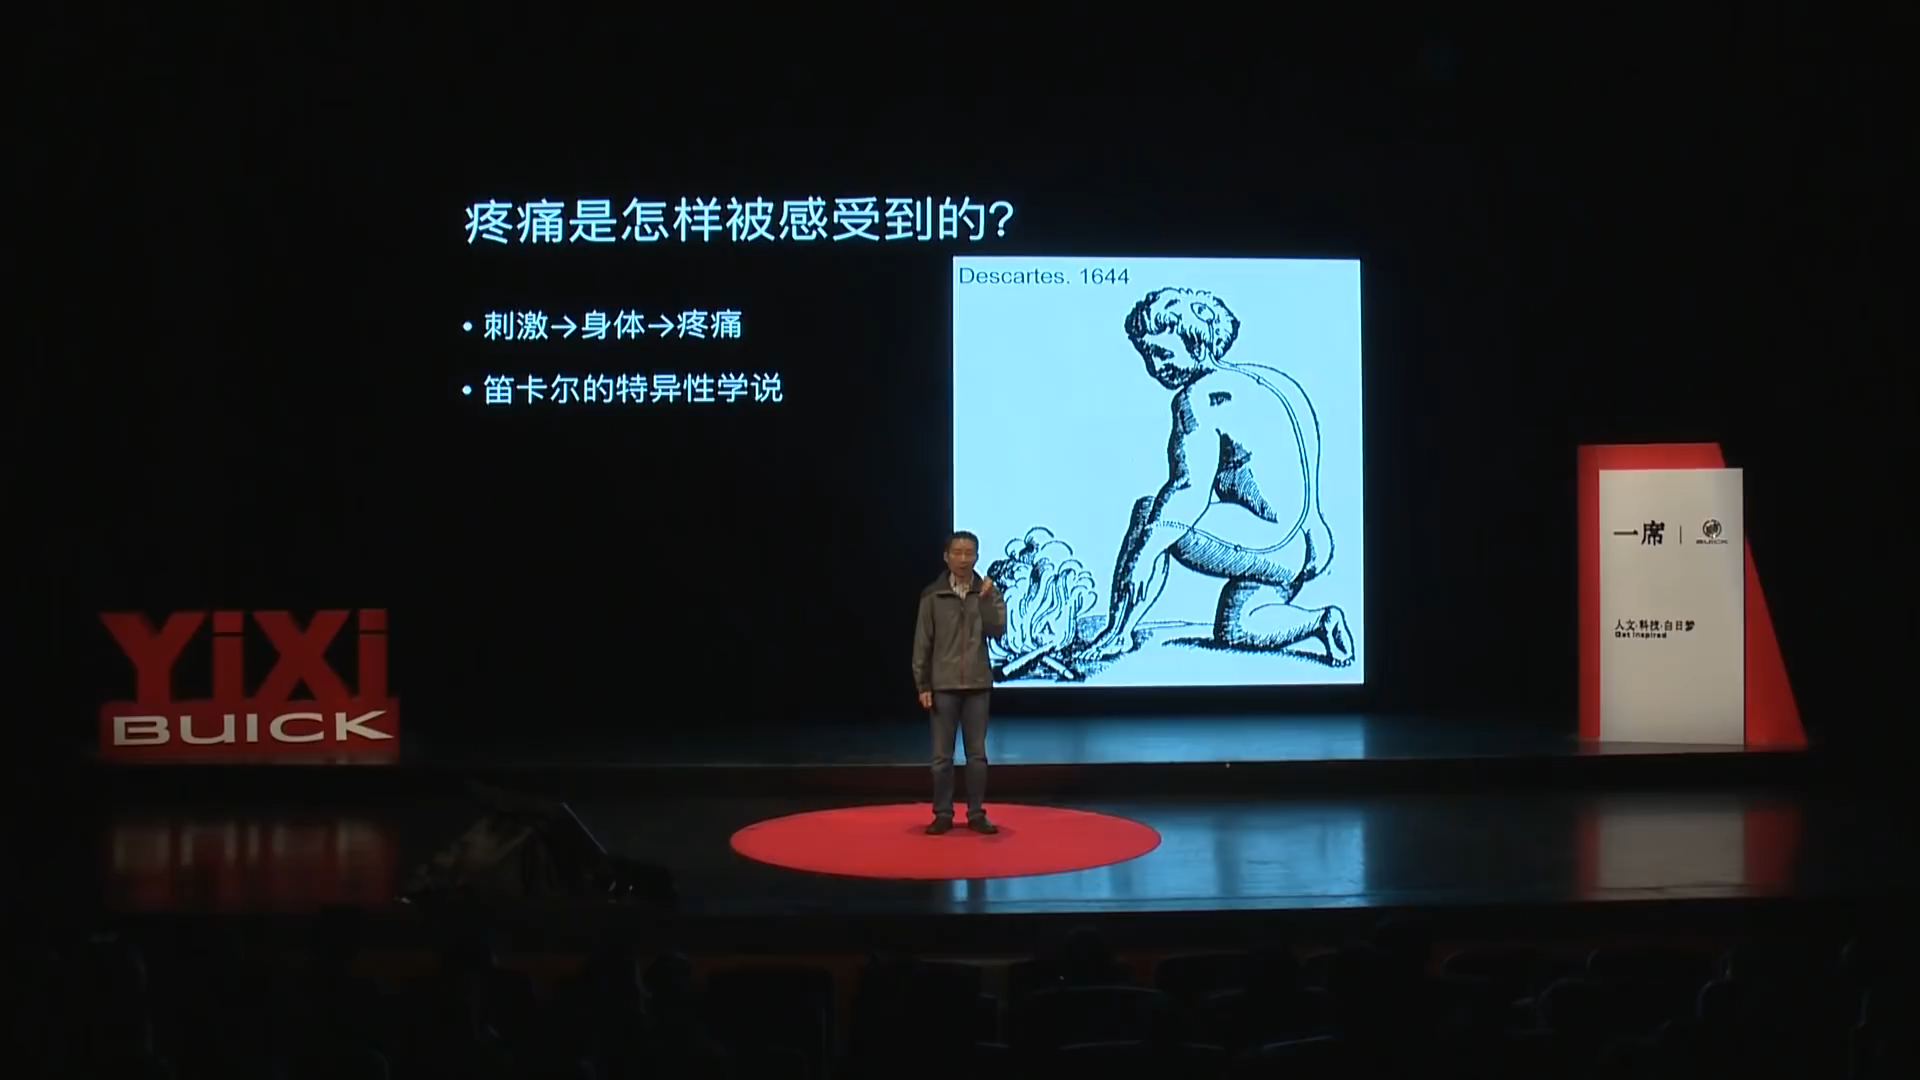 疼痛是怎样被感受到的?
• 刺激→身体→疼痛
• 笛卡尔的特异性学说
Descartes. 1644
A
YiXi
BUICK
一席
BUICK
人文·科技·白日梦
Get Inspired